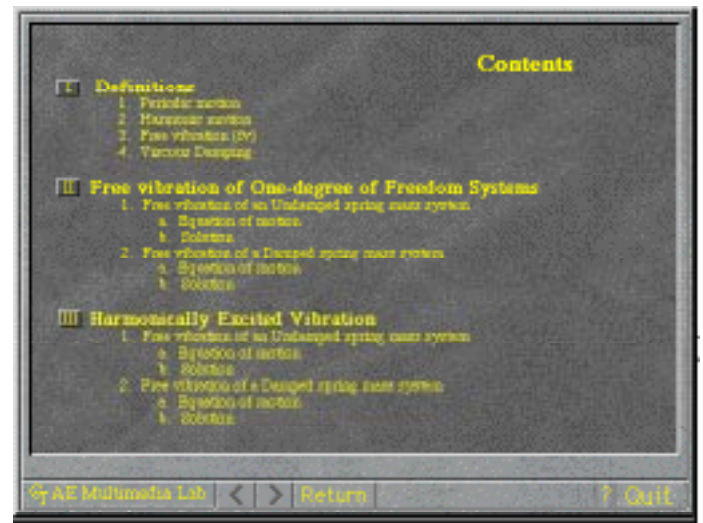 Contents
I Definitions
1. Periodic motion
2. Harmonic motion
3. Free vibration (fv)
4. Viscous Damping
II Free vibration of One-degree of Freedom Systems
1. Free vibration of an Undamped spring mass system
a. Equation of motion
b. Solution
2. Free vibration of a Damped spring mass system
a. Equation of motion
b. Solution
III Harmonically Excited Vibration
1. Free vibration of an Undamped spring mass system
a. Equation of motion
b. Solution
2. Free vibration of a Damped spring mass system
a. Equation of motion
b. Solution
GT AE Multimedia Lab < > Return ? Quit